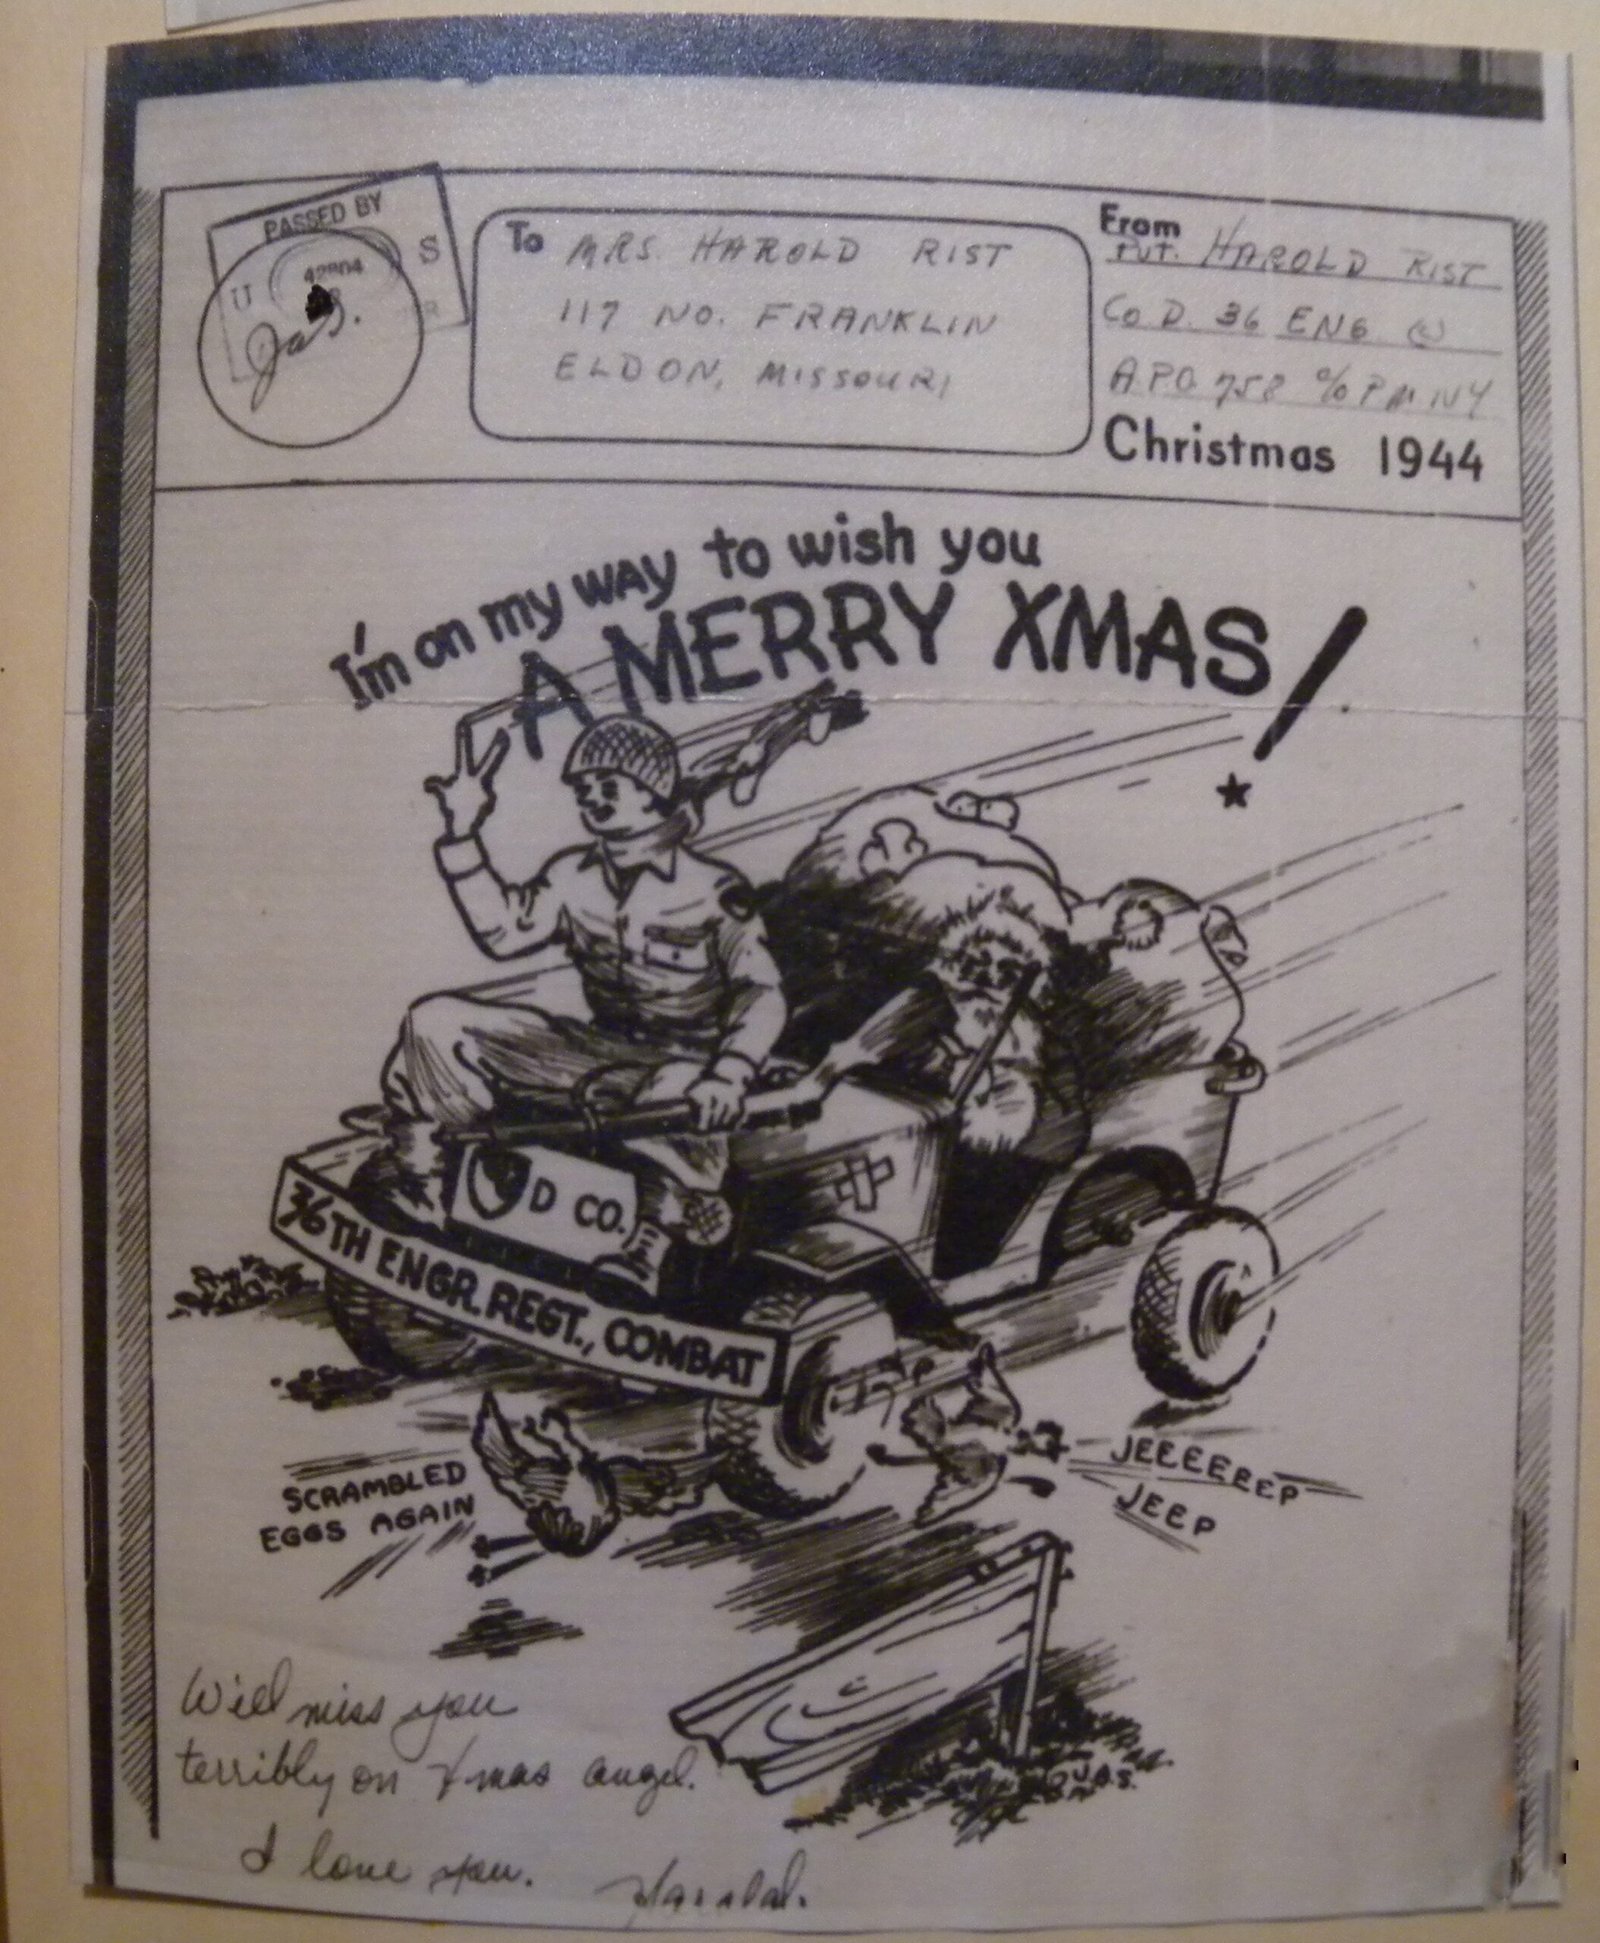 PASSED BY
U S
42804
Jas.
To MRS. HAROLD RIST
117 NO. FRANKLIN
ELDON, MISSOURI
From
PVT. HAROLD RIST
Co D. 36 ENG.
A.P.O. 758 % P M NY
Christmas 1944
I'm on my way to wish you
A MERRY XMAS!
D CO.
36TH ENGR. REGT., COMBAT
SCRAMBLED
EGGS AGAIN
JEEEEEEP
JEEP
J.A.S.
Will miss you
terribly on Xmas angel.
I love you. Harold.